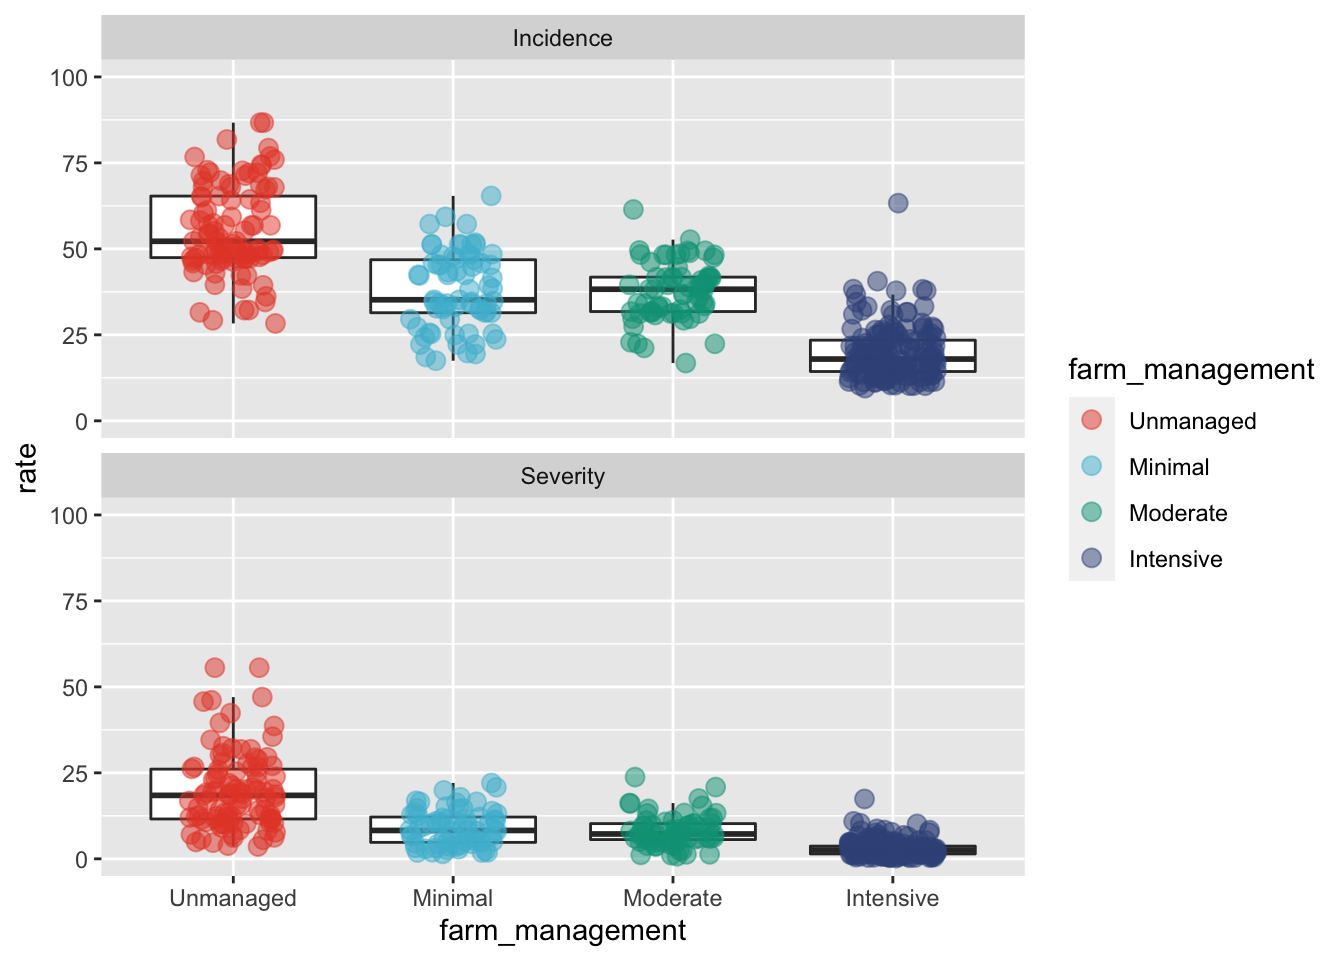 Incidence
100
75
50
25
0
Severity
100
75
50
25
0
rate
Unmanaged Minimal Moderate Intensive
farm_management
farm_management
Unmanaged
Minimal
Moderate
Intensive